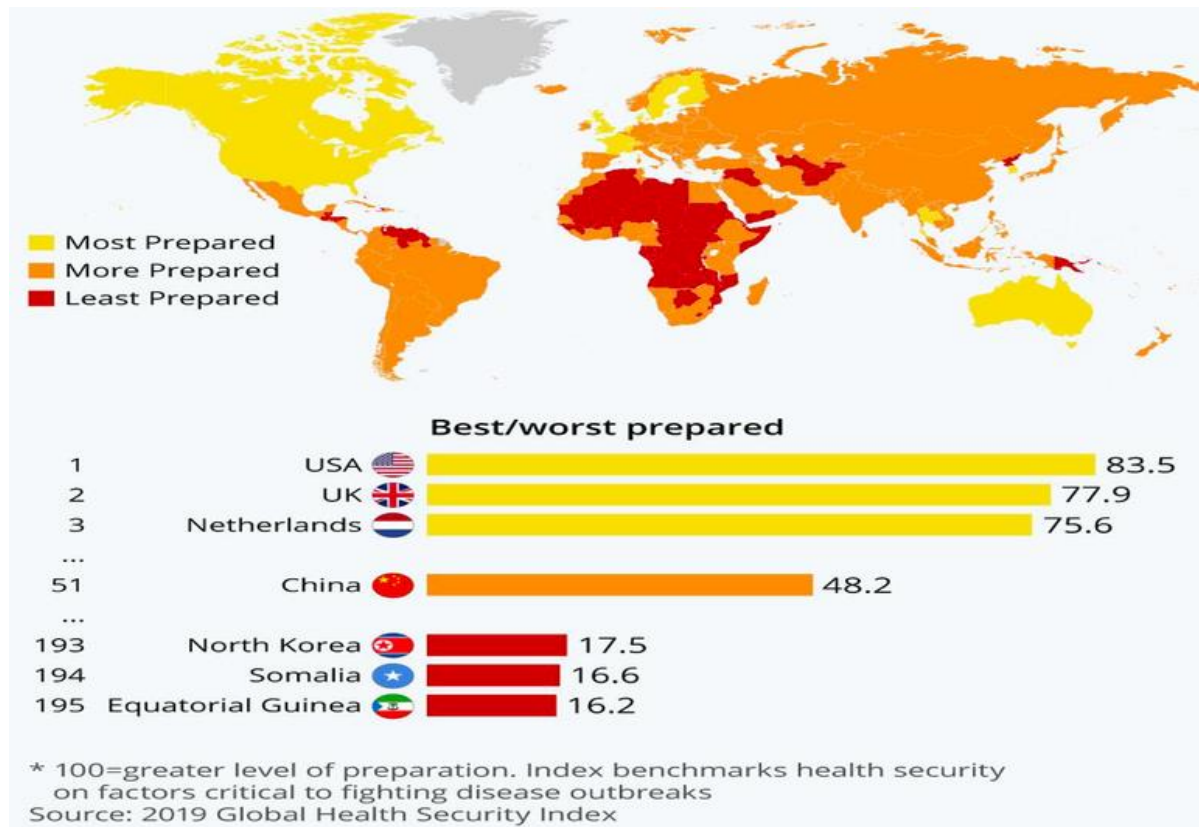 Most Prepared
More Prepared
Least Prepared
Best/worst prepared
1 USA 83.5
2 UK 77.9
3 Netherlands 75.6
...
51 China 48.2
...
193 North Korea 17.5
194 Somalia 16.6
195 Equatorial Guinea 16.2
* 100=greater level of preparation. Index benchmarks health security
on factors critical to fighting disease outbreaks
Source: 2019 Global Health Security Index